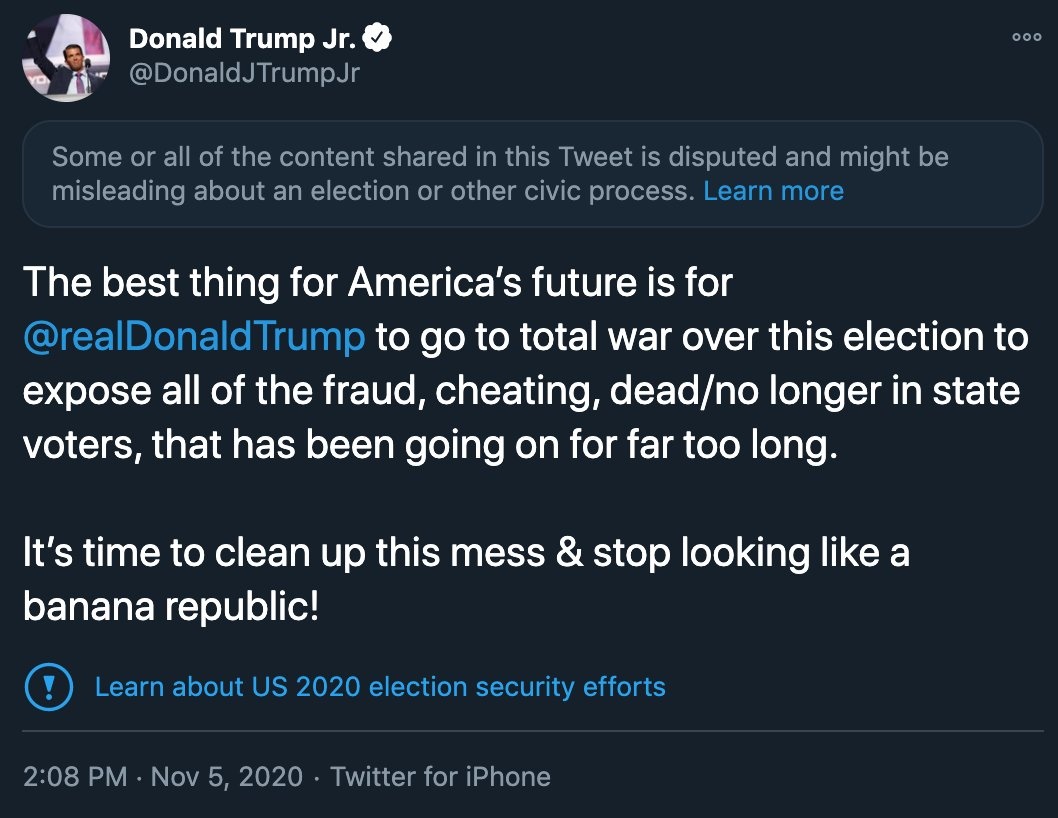 Donald Trump Jr.
@DonaldJTrumpJr
Some or all of the content shared in this Tweet is disputed and might be
misleading about an election or other civic process. Learn more
The best thing for America’s future is for
@realDonaldTrump to go to total war over this election to
expose all of the fraud, cheating, dead/no longer in state
voters, that has been going on for far too long.
It’s time to clean up this mess & stop looking like a
banana republic!
Learn about US 2020 election security efforts
2:08 PM · Nov 5, 2020 · Twitter for iPhone